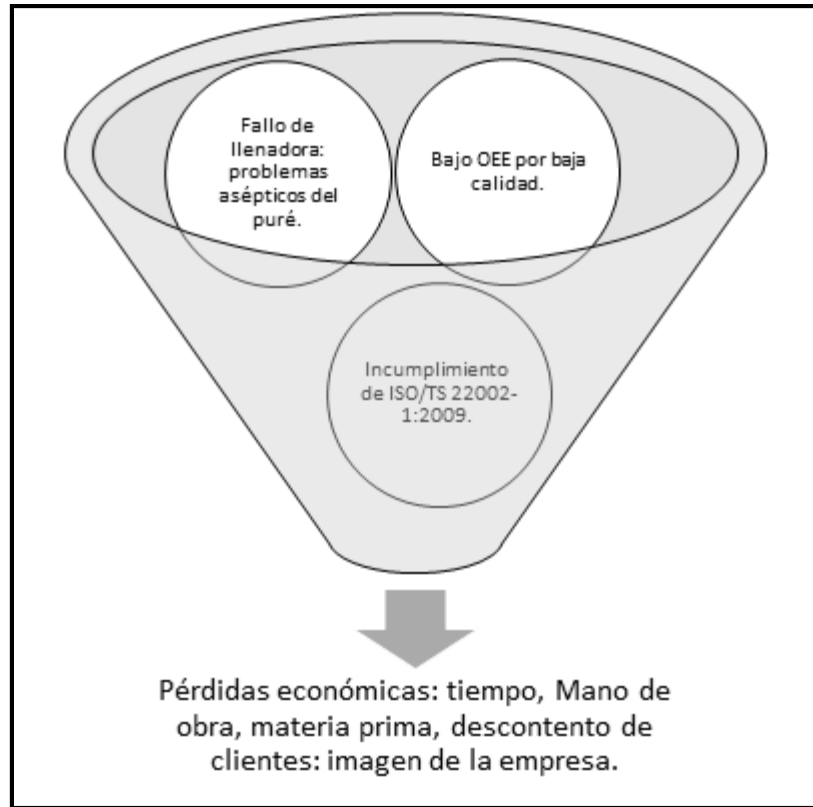 Fallo de
llenadora:
problemas
asépticos del
puré.
Bajo OEE por baja
calidad.
Incumplimiento
de ISO/TS 22002-
1:2009.
Pérdidas económicas: tiempo, Mano de
obra, materia prima, descontento de
clientes: imagen de la empresa.